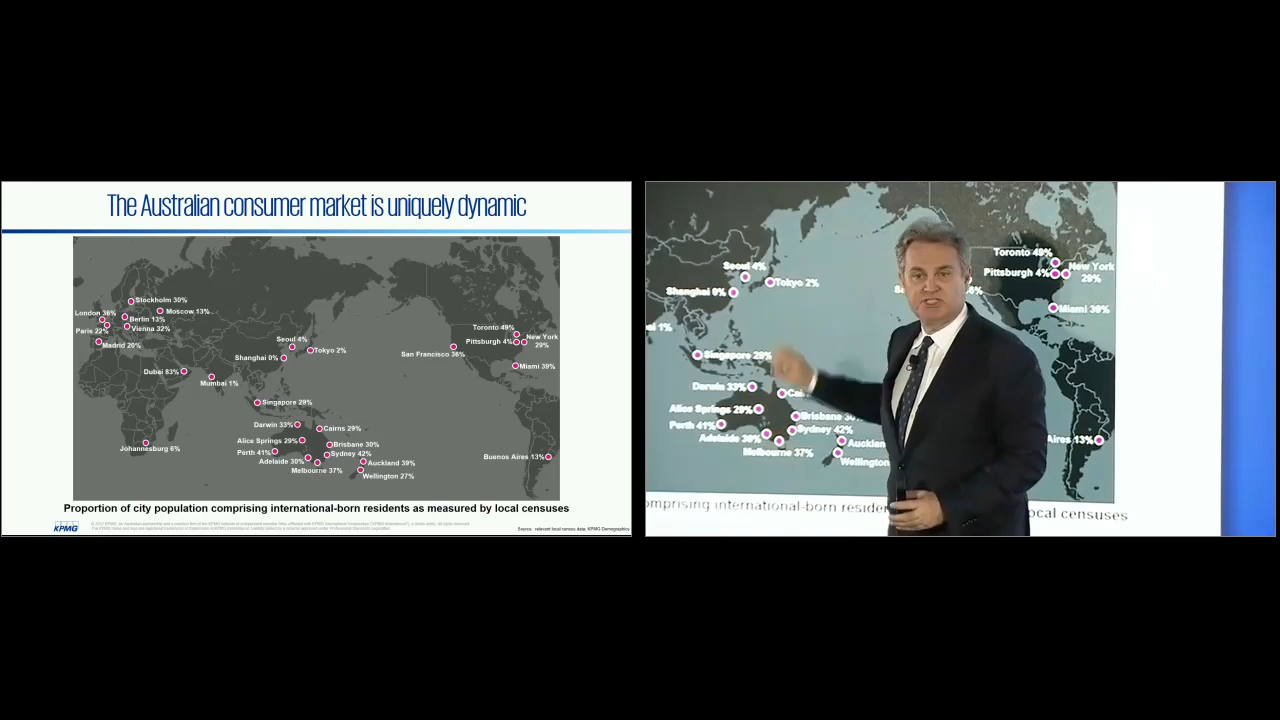 The Australian consumer market is uniquely dynamic
Stockholm 30%
Moscow 13%
London 36%
Berlin 13%
Paris 22%
Vienna 32%
Madrid 20%
Dubai 83%
Mumbai 1%
Johannesburg 6%
Seoul 4%
Tokyo 2%
Shanghai 0%
Singapore 29%
Darwin 33%
Cairns 29%
Alice Springs 29%
Brisbane 30%
Perth 41%
Sydney 42%
Adelaide 30%
Melbourne 37%
Auckland 39%
Wellington 27%
Toronto 49%
Pittsburgh 4%
New York
29%
San Francisco 36%
Miami 39%
Buenos Aires 13%
Proportion of city population comprising international-born residents as measured by local censuses
KPMG
Source: relevant local census data; KPMG Demographics
Seoul 4%
Tokyo 2%
Shanghai 0%
Singapore 29%
Darwin 33%
Alice Springs 29%
Brisbane 30%
Perth 41%
Sydney 42%
Adelaide 30%
Melbourne 37%
Wellington
Toronto 49%
Pittsburgh 4%
New York
29%
Miami 39%
Aires 13%
international-born
censuses